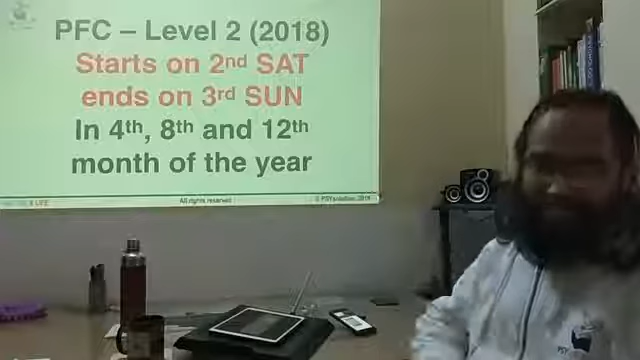 PFC – Level 2 (2018)
Starts on 2nd SAT
ends on 3rd SUN
In 4th, 8th and 12th
month of the year
All rights reserved